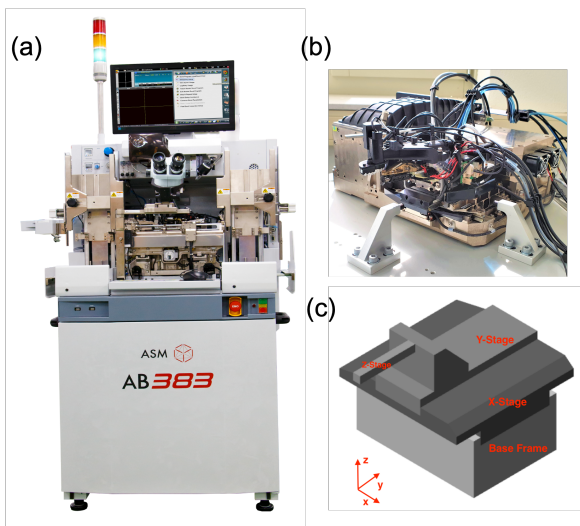 (a)
ASM
AB383
(b)
(c)
Y-Stage
Z-Stage
X-Stage
Base Frame
z
y
x